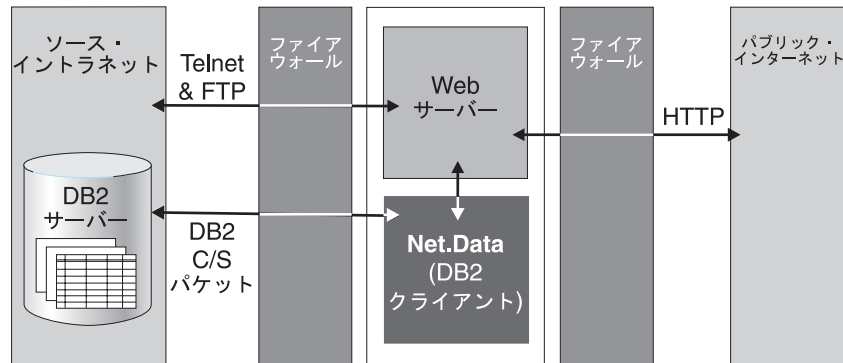 ソース・
イントラネット
DB2
サーバー
Telnet
& FTP
DB2
C/S
パケット
ファイア
ウォール
Web
サーバー
Net.Data
(DB2
クライアント)
ファイア
ウォール
HTTP
パブリック・
インターネット